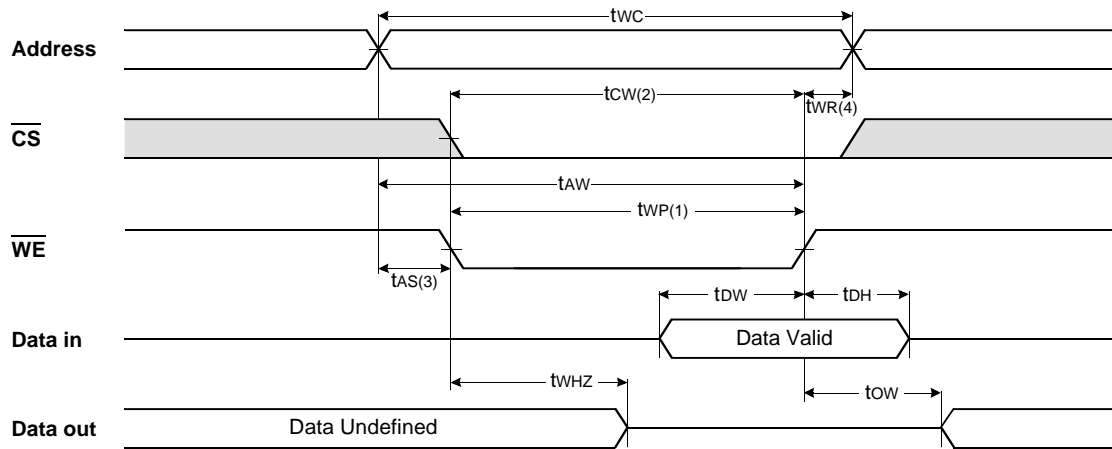 tWC
Address
tCW(2)
tWR(4)
CS
tAW
tWP(1)
WE
tAS(3)
tDW
tDH
Data in
Data Valid
tWHZ
tOW
Data out
Data Undefined